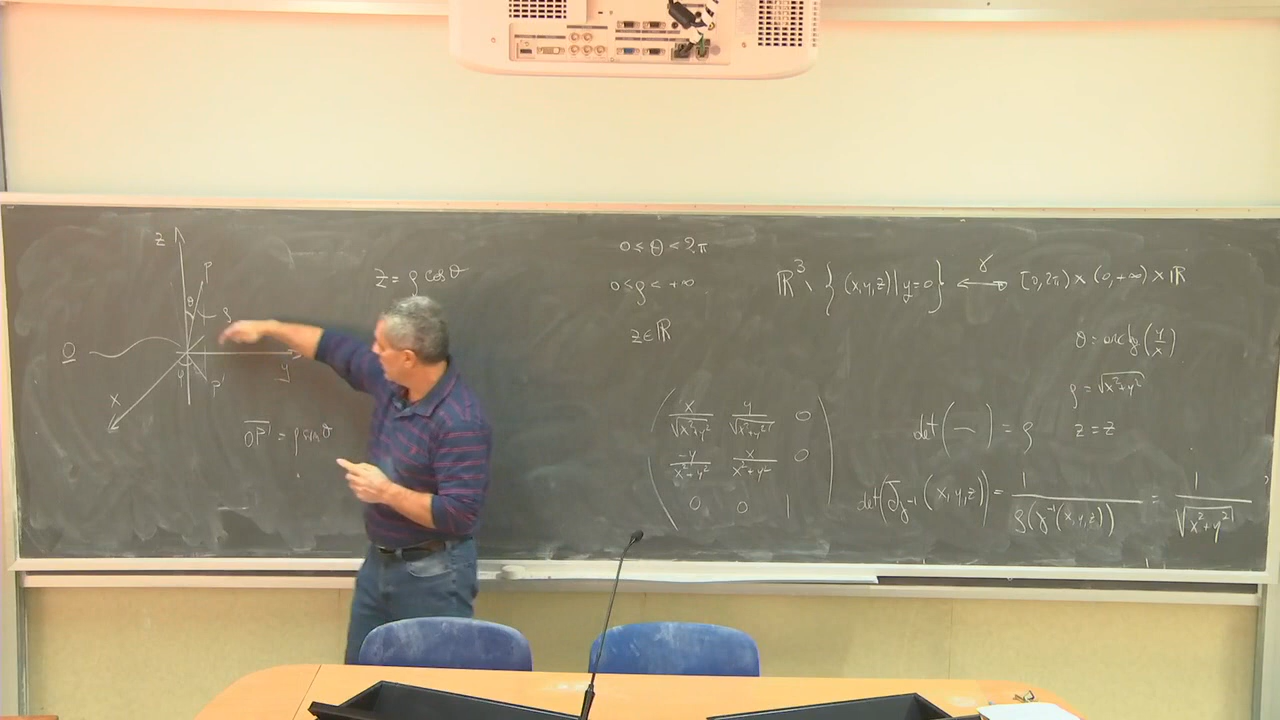 z
P
θ
ρ
O
φ
P'
y
x
OP' = ρ sin θ
z = ρ cos θ
0 ≤ θ < 2π
0 < ρ < +∞
z ∈ ℝ
ℝ³ \ { (x,y,z) | y=0 } ⟷ γ [0,2π) × (0,+∞) × ℝ
θ = arctg(y/x)
ρ = √(x²+y²)
z = z
x/√(x²+y²) y/√(x²+y²) 0
-y/(x²+y²) x/(x²+y²) 0
0 0 1
det( — ) = ρ
det(J_γ⁻¹(x,y,z)) = 1/ρ(γ⁻¹(x,y,z)) = 1/√(x²+y²)